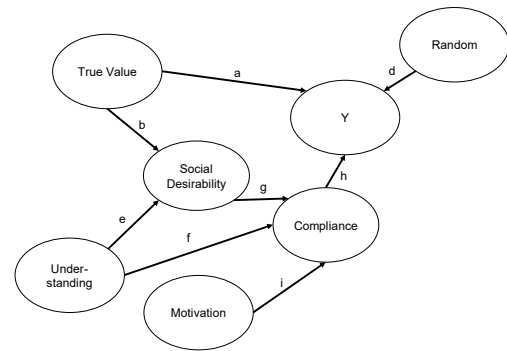 Random
True Value
a
d
b
Y
Social
Desirability
g
h
e
f
Compliance
Under-
standing
i
Motivation